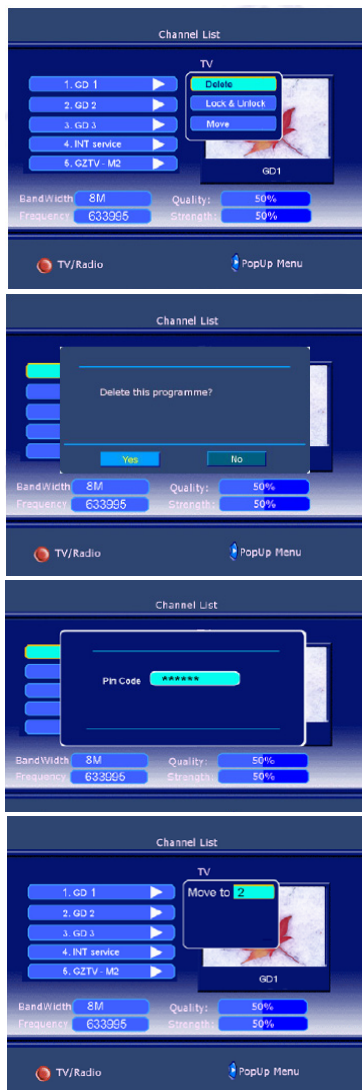 Channel List
TV
1. GD 1
Delete
2. GD 2
Lock & Unlock
3. GD 3
Move
4. INT service
5. GZTV - M2
GD1
BandWidth 8M Quality: 50%
Frequency 633995 Strength: 50%
TV/Radio PopUp Menu
Channel List
Delete this programme?
Yes No
BandWidth 8M Quality: 50%
Frequency 633995 Strength: 50%
TV/Radio PopUp Menu
Channel List
Pin Code ******
BandWidth 8M Quality: 50%
Frequency 633995 Strength: 50%
Channel List
TV
1. GD 1
Move to 2
2. GD 2
3. GD 3
4. INT service
5. GZTV - M2
GD1
BandWidth 8M Quality: 50%
Frequency 633995 Strength: 50%
TV/Radio PopUp Menu